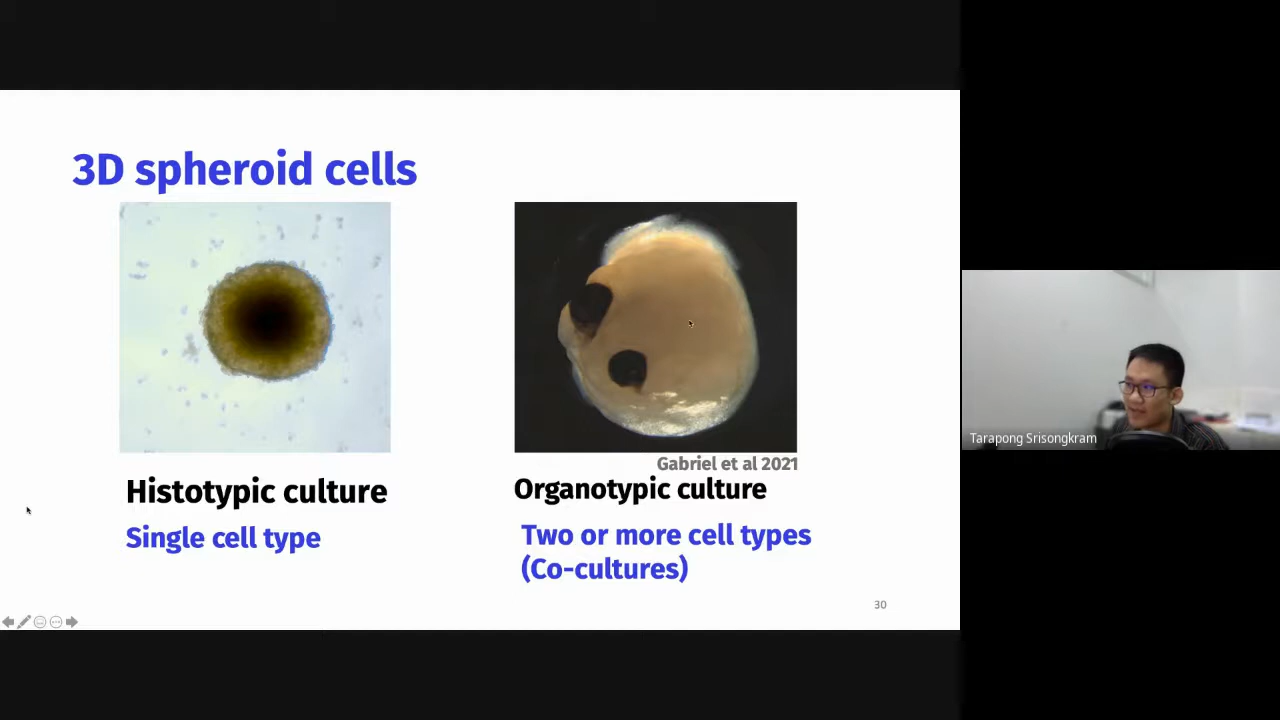 3D spheroid cells
Gabriel et al 2021
Histotypic culture
Organotypic culture
Single cell type
Two or more cell types
(Co-cultures)
30
Tarapong Srisongkram